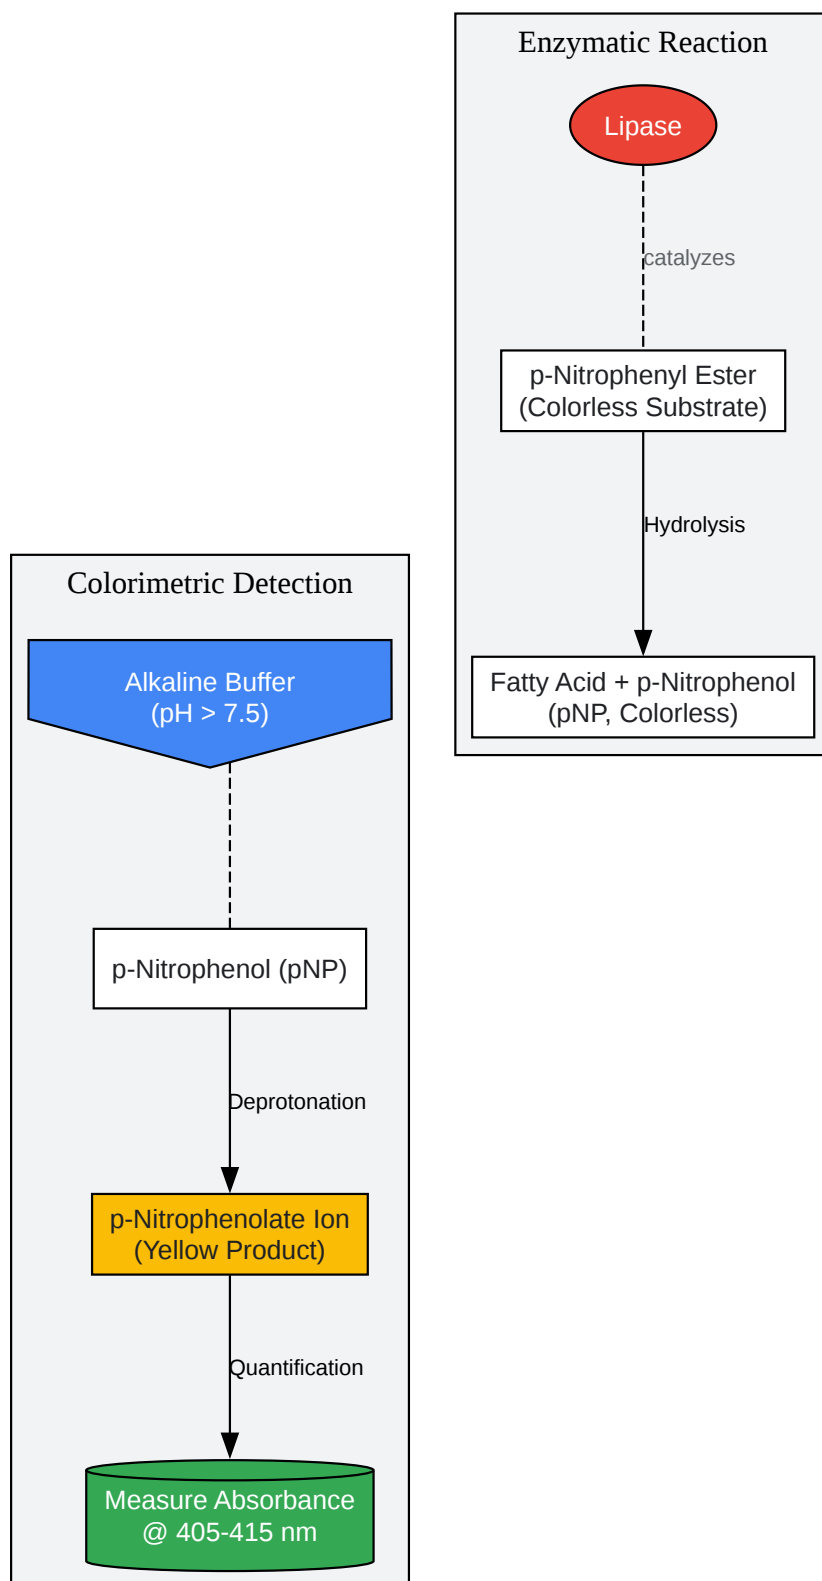 Enzymatic Reaction
Lipase
catalyzes
p-Nitrophenyl Ester
(Colorless Substrate)
Hydrolysis
Fatty Acid + p-Nitrophenol
(pNP, Colorless)
Colorimetric Detection
Alkaline Buffer
(pH > 7.5)
p-Nitrophenol (pNP)
Deprotonation
p-Nitrophenolate Ion
(Yellow Product)
Quantification
Measure Absorbance
@ 405-415 nm